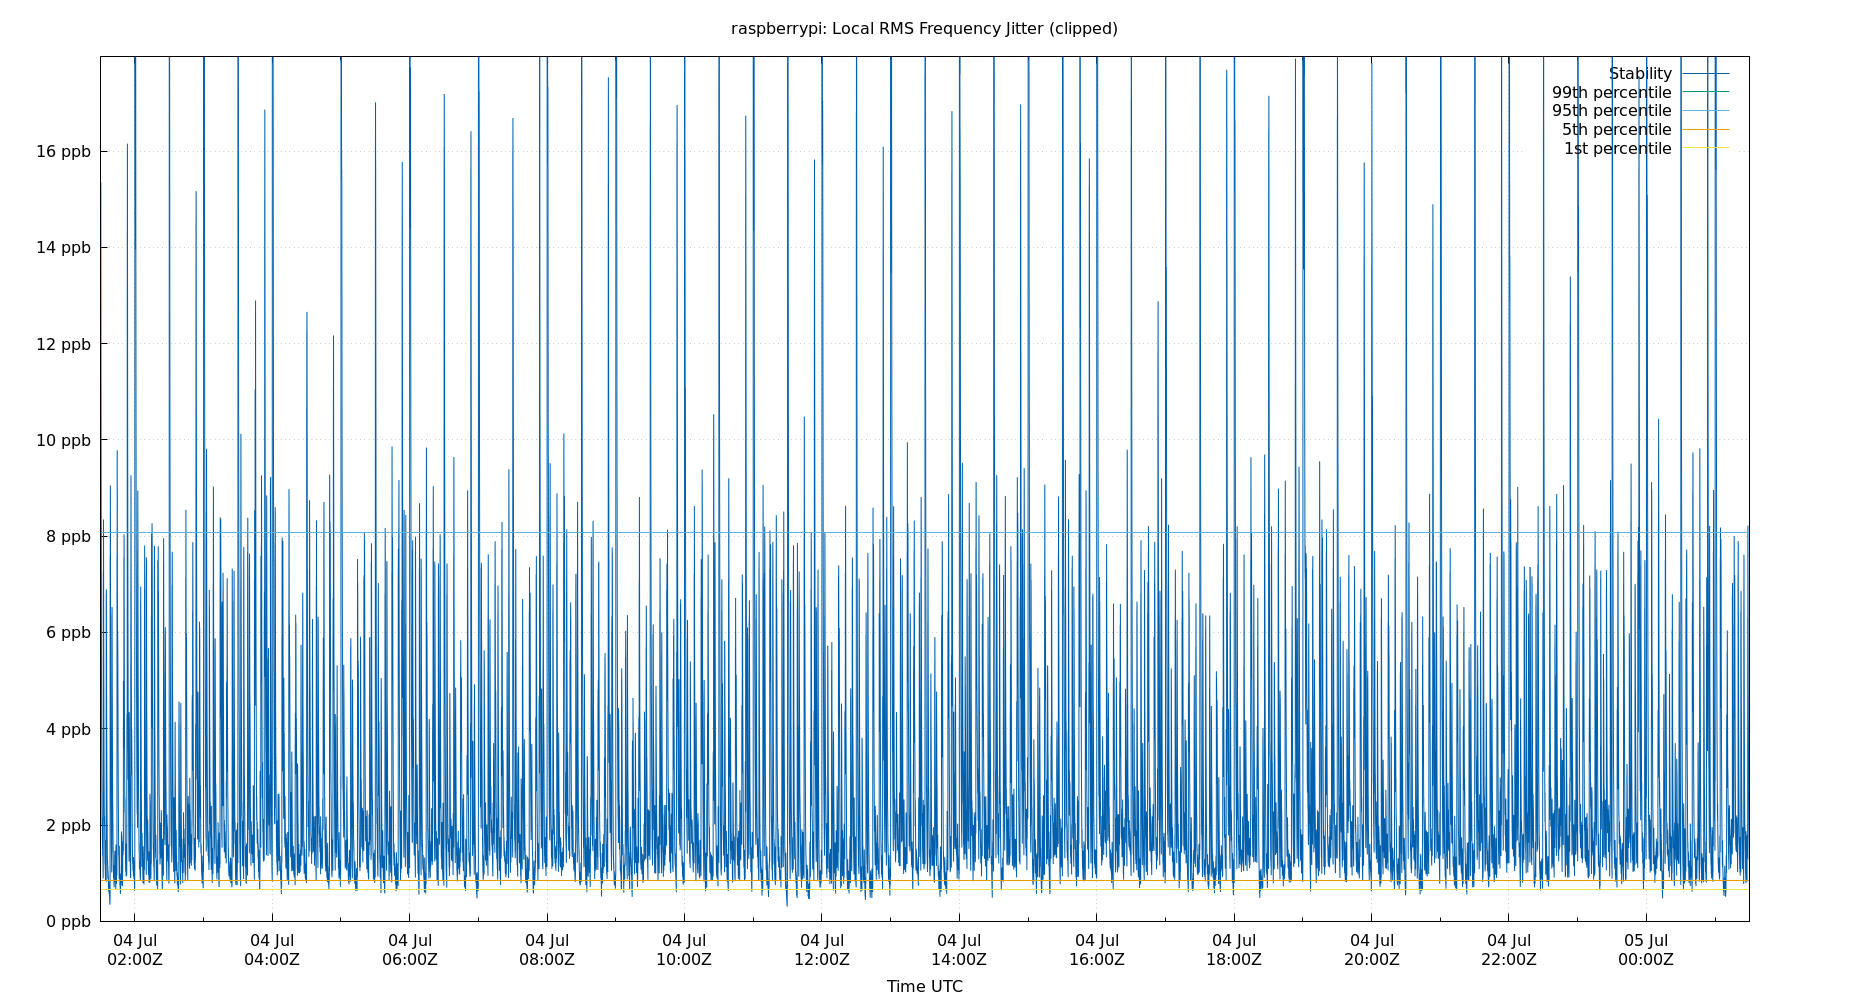 raspberrypi: Local RMS Frequency Jitter (clipped)
Stability
99th percentile
95th percentile
5th percentile
1st percentile
16 ppb
14 ppb
12 ppb
10 ppb
8 ppb
6 ppb
4 ppb
2 ppb
0 ppb
04 Jul 04 Jul 04 Jul 04 Jul 04 Jul 04 Jul 04 Jul 04 Jul 04 Jul 04 Jul 04 Jul 05 Jul
02:00Z 04:00Z 06:00Z 08:00Z 10:00Z 12:00Z 14:00Z 16:00Z 18:00Z 20:00Z 22:00Z 00:00Z
Time UTC